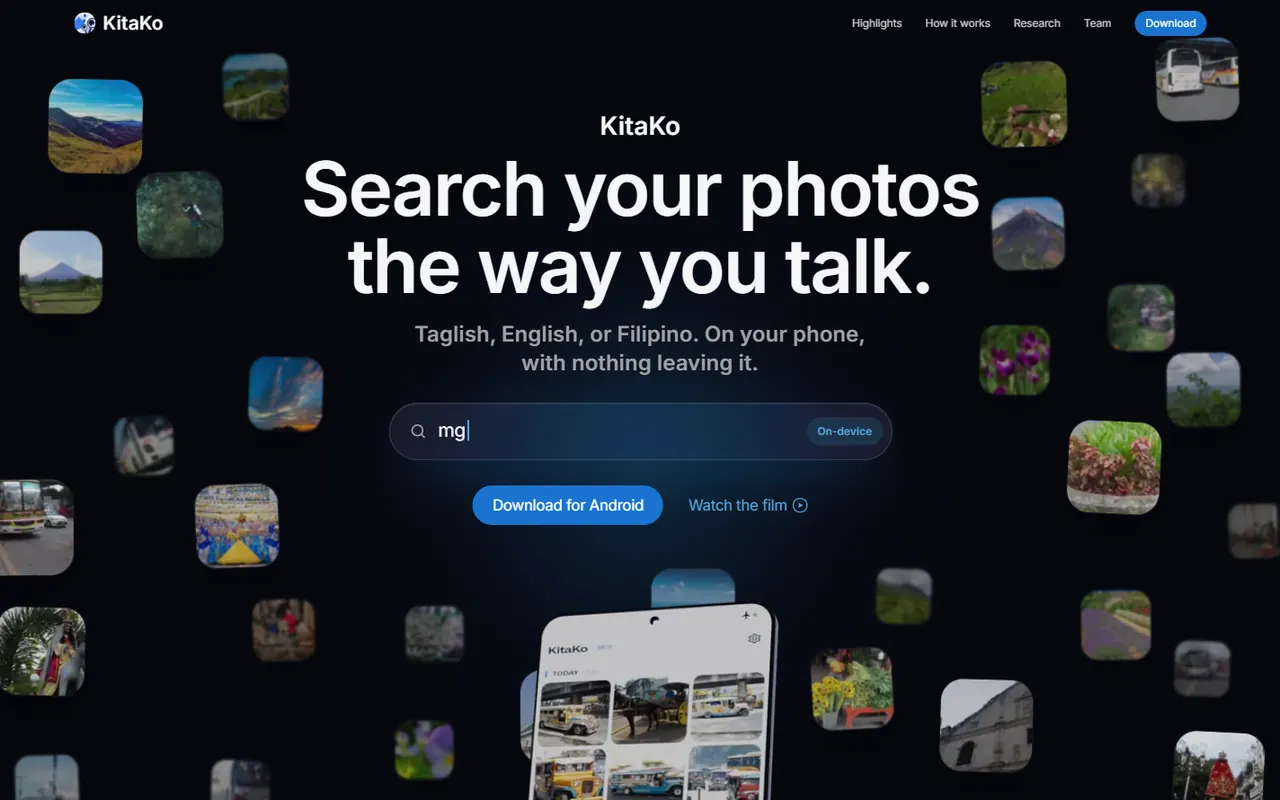 KitaKo
Highlights
How it works
Research
Team
Download
KitaKo
Search your photos
the way you talk.
Taglish, English, or Filipino. On your phone,
with nothing leaving it.
mg
On-device
Download for Android
Watch the film
KitaKo
TODAY